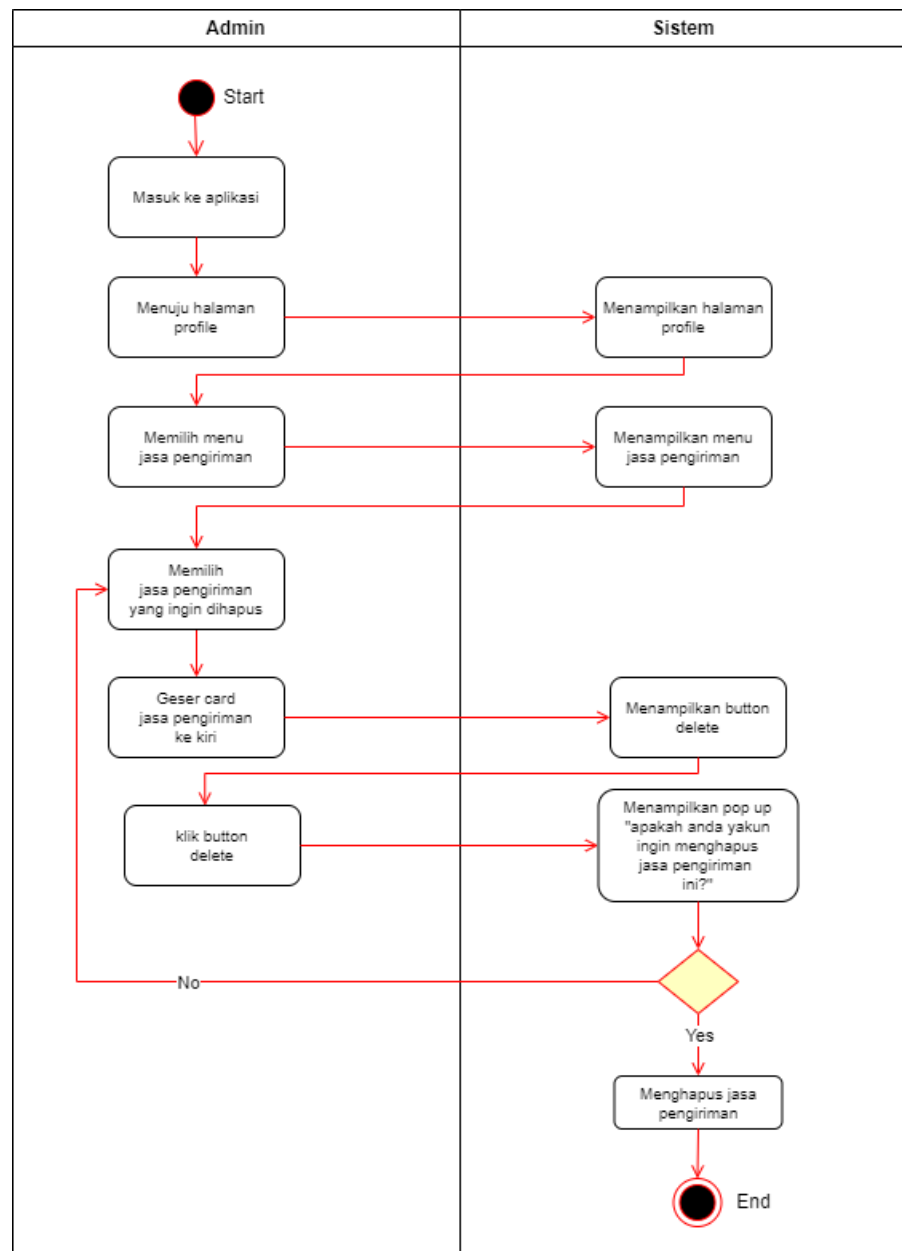 Admin
Sistem
Start
Masuk ke aplikasi
Menuju halaman
profile
Menampilkan halaman
profile
Memilih menu
jasa pengiriman
Menampilkan menu
jasa pengiriman
Memilih
jasa pengiriman
yang ingin dihapus
Geser card
jasa pengiriman
ke kiri
Menampilkan button
delete
klik button
delete
Menampilkan pop up
"apakah anda yakun
ingin menghapus
jasa pengiriman
ini?"
No
Yes
Menghapus jasa
pengiriman
End